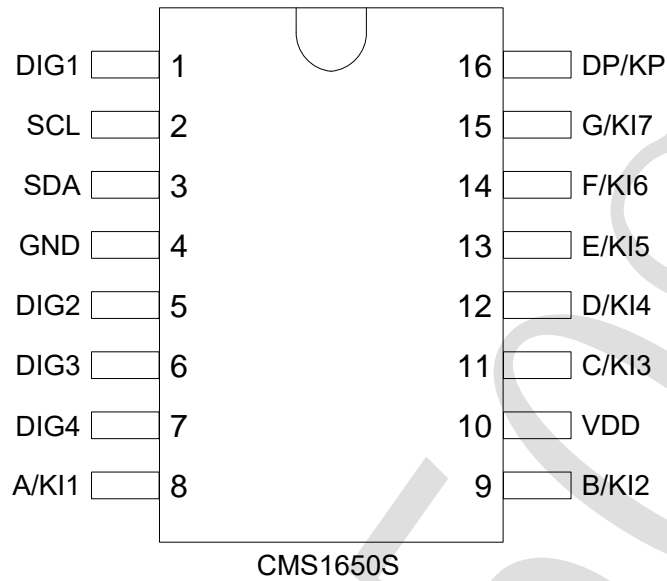 DIG1 1 16 DP/KP
SCL 2 15 G/KI7
SDA 3 14 F/KI6
GND 4 13 E/KI5
DIG2 5 12 D/KI4
DIG3 6 11 C/KI3
DIG4 7 10 VDD
A/KI1 8 9 B/KI2
CMS1650S